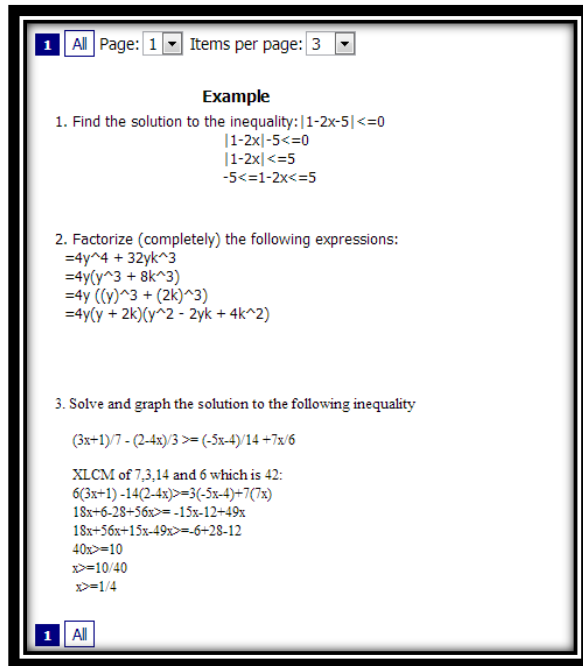 1 All Page: 1 Items per page: 3
Example
1. Find the solution to the inequality:|1-2x-5|<=0
|1-2x|-5<=0
|1-2x|<=5
-5<=1-2x<=5
2. Factorize (completely) the following expressions:
=4y^4 + 32yk^3
=4y(y^3 + 8k^3)
=4y ((y)^3 + (2k)^3)
=4y(y + 2k)(y^2 - 2yk + 4k^2)
3. Solve and graph the solution to the following inequality
(3x+1)/7 - (2-4x)/3 >= (-5x-4)/14 +7x/6
XLCM of 7,3,14 and 6 which is 42:
6(3x+1) -14(2-4x)>=3(-5x-4)+7(7x)
18x+6-28+56x>= -15x-12+49x
18x+56x+15x-49x>=-6+28-12
40x>=10
x>=10/40
x>=1/4
1 All